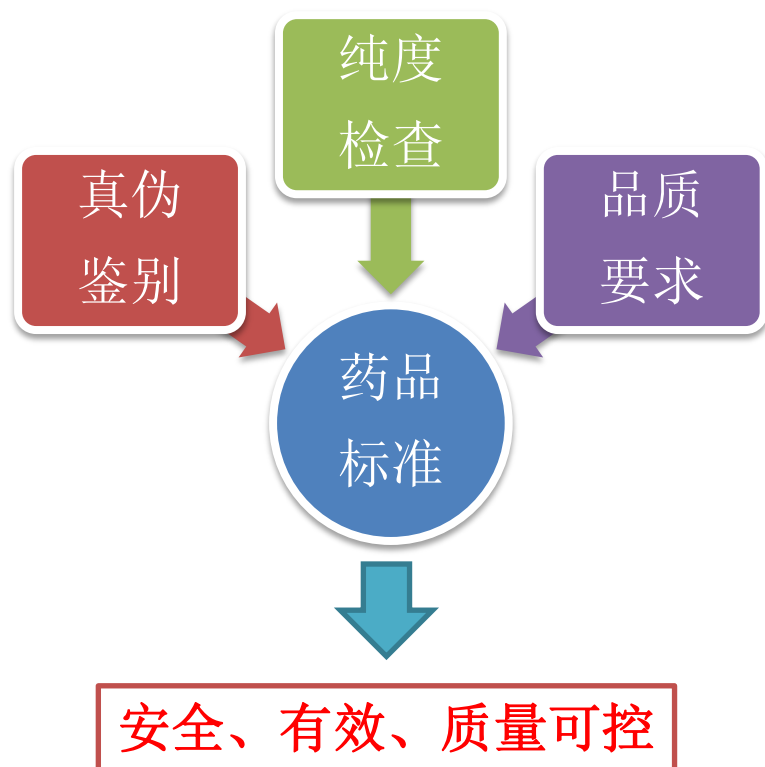 纯度
检查
真伪
鉴别
品质
要求
药品
标准
安全、有效、质量可控